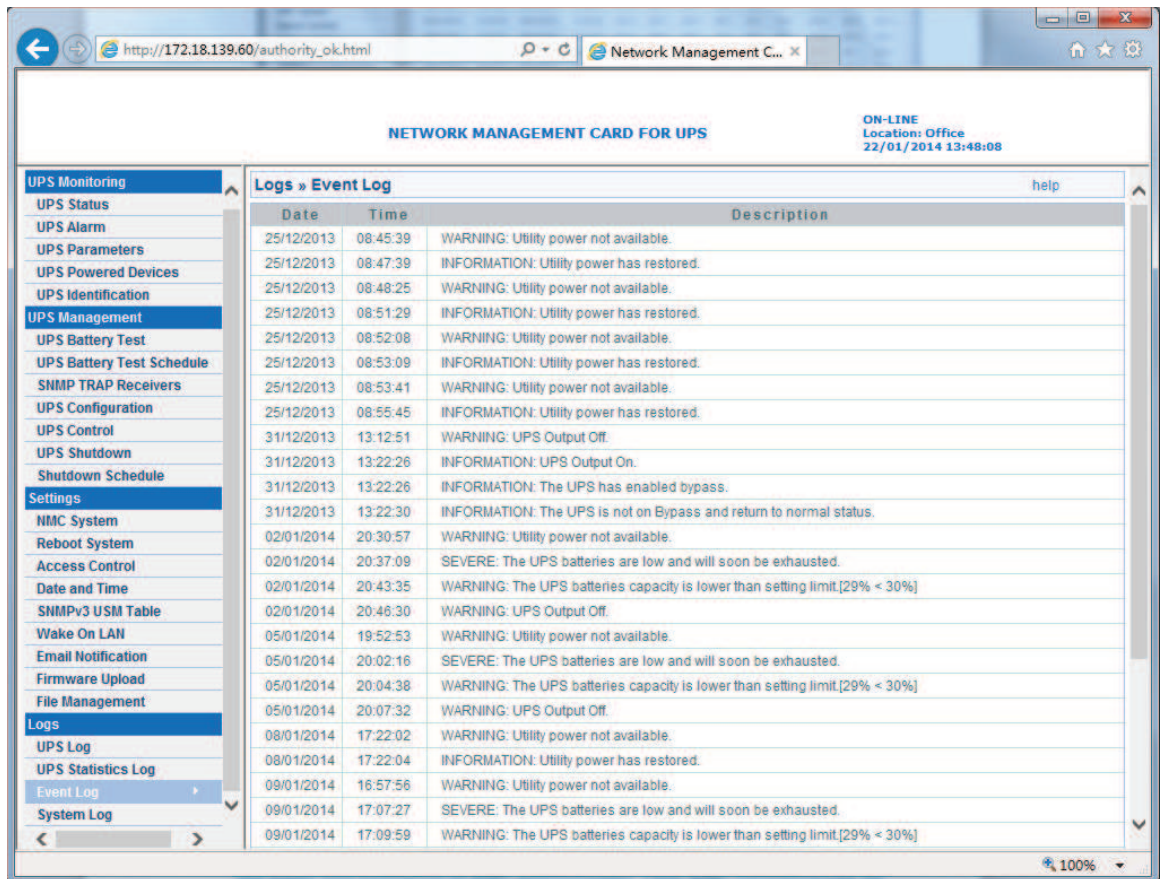 http://172.18.139.60/authority_ok.html
Network Management C...
NETWORK MANAGEMENT CARD FOR UPS
ON-LINE
Location: Office
22/01/2014 13:48:08
UPS Monitoring
UPS Status
UPS Alarm
UPS Parameters
UPS Powered Devices
UPS Identification
UPS Management
UPS Battery Test
UPS Battery Test Schedule
SNMP TRAP Receivers
UPS Configuration
UPS Control
UPS Shutdown
Shutdown Schedule
Settings
NMC System
Reboot System
Access Control
Date and Time
SNMPv3 USM Table
Wake On LAN
Email Notification
Firmware Upload
File Management
Logs
UPS Log
UPS Statistics Log
Event Log
System Log
Logs » Event Log help
Date Time Description
25/12/2013 08:45:39 WARNING: Utility power not available.
25/12/2013 08:47:39 INFORMATION: Utility power has restored.
25/12/2013 08:48:25 WARNING: Utility power not available.
25/12/2013 08:51:29 INFORMATION: Utility power has restored.
25/12/2013 08:52:08 WARNING: Utility power not available.
25/12/2013 08:53:09 INFORMATION: Utility power has restored.
25/12/2013 08:53:41 WARNING: Utility power not available.
25/12/2013 08:55:45 INFORMATION: Utility power has restored.
31/12/2013 13:12:51 WARNING: UPS Output Off.
31/12/2013 13:22:26 INFORMATION: UPS Output On.
31/12/2013 13:22:26 INFORMATION: The UPS has enabled bypass.
31/12/2013 13:22:30 INFORMATION: The UPS is not on Bypass and return to normal status.
02/01/2014 20:30:57 WARNING: Utility power not available.
02/01/2014 20:37:09 SEVERE: The UPS batteries are low and will soon be exhausted.
02/01/2014 20:43:35 WARNING: The UPS batteries capacity is lower than setting limit.[29% < 30%]
02/01/2014 20:46:30 WARNING: UPS Output Off.
05/01/2014 19:52:53 WARNING: Utility power not available.
05/01/2014 20:02:16 SEVERE: The UPS batteries are low and will soon be exhausted.
05/01/2014 20:04:38 WARNING: The UPS batteries capacity is lower than setting limit.[29% < 30%]
05/01/2014 20:07:32 WARNING: UPS Output Off.
08/01/2014 17:22:02 WARNING: Utility power not available.
08/01/2014 17:22:04 INFORMATION: Utility power has restored.
09/01/2014 16:57:56 WARNING: Utility power not available.
09/01/2014 17:07:27 SEVERE: The UPS batteries are low and will soon be exhausted.
09/01/2014 17:09:59 WARNING: The UPS batteries capacity is lower than setting limit.[29% < 30%]
100%